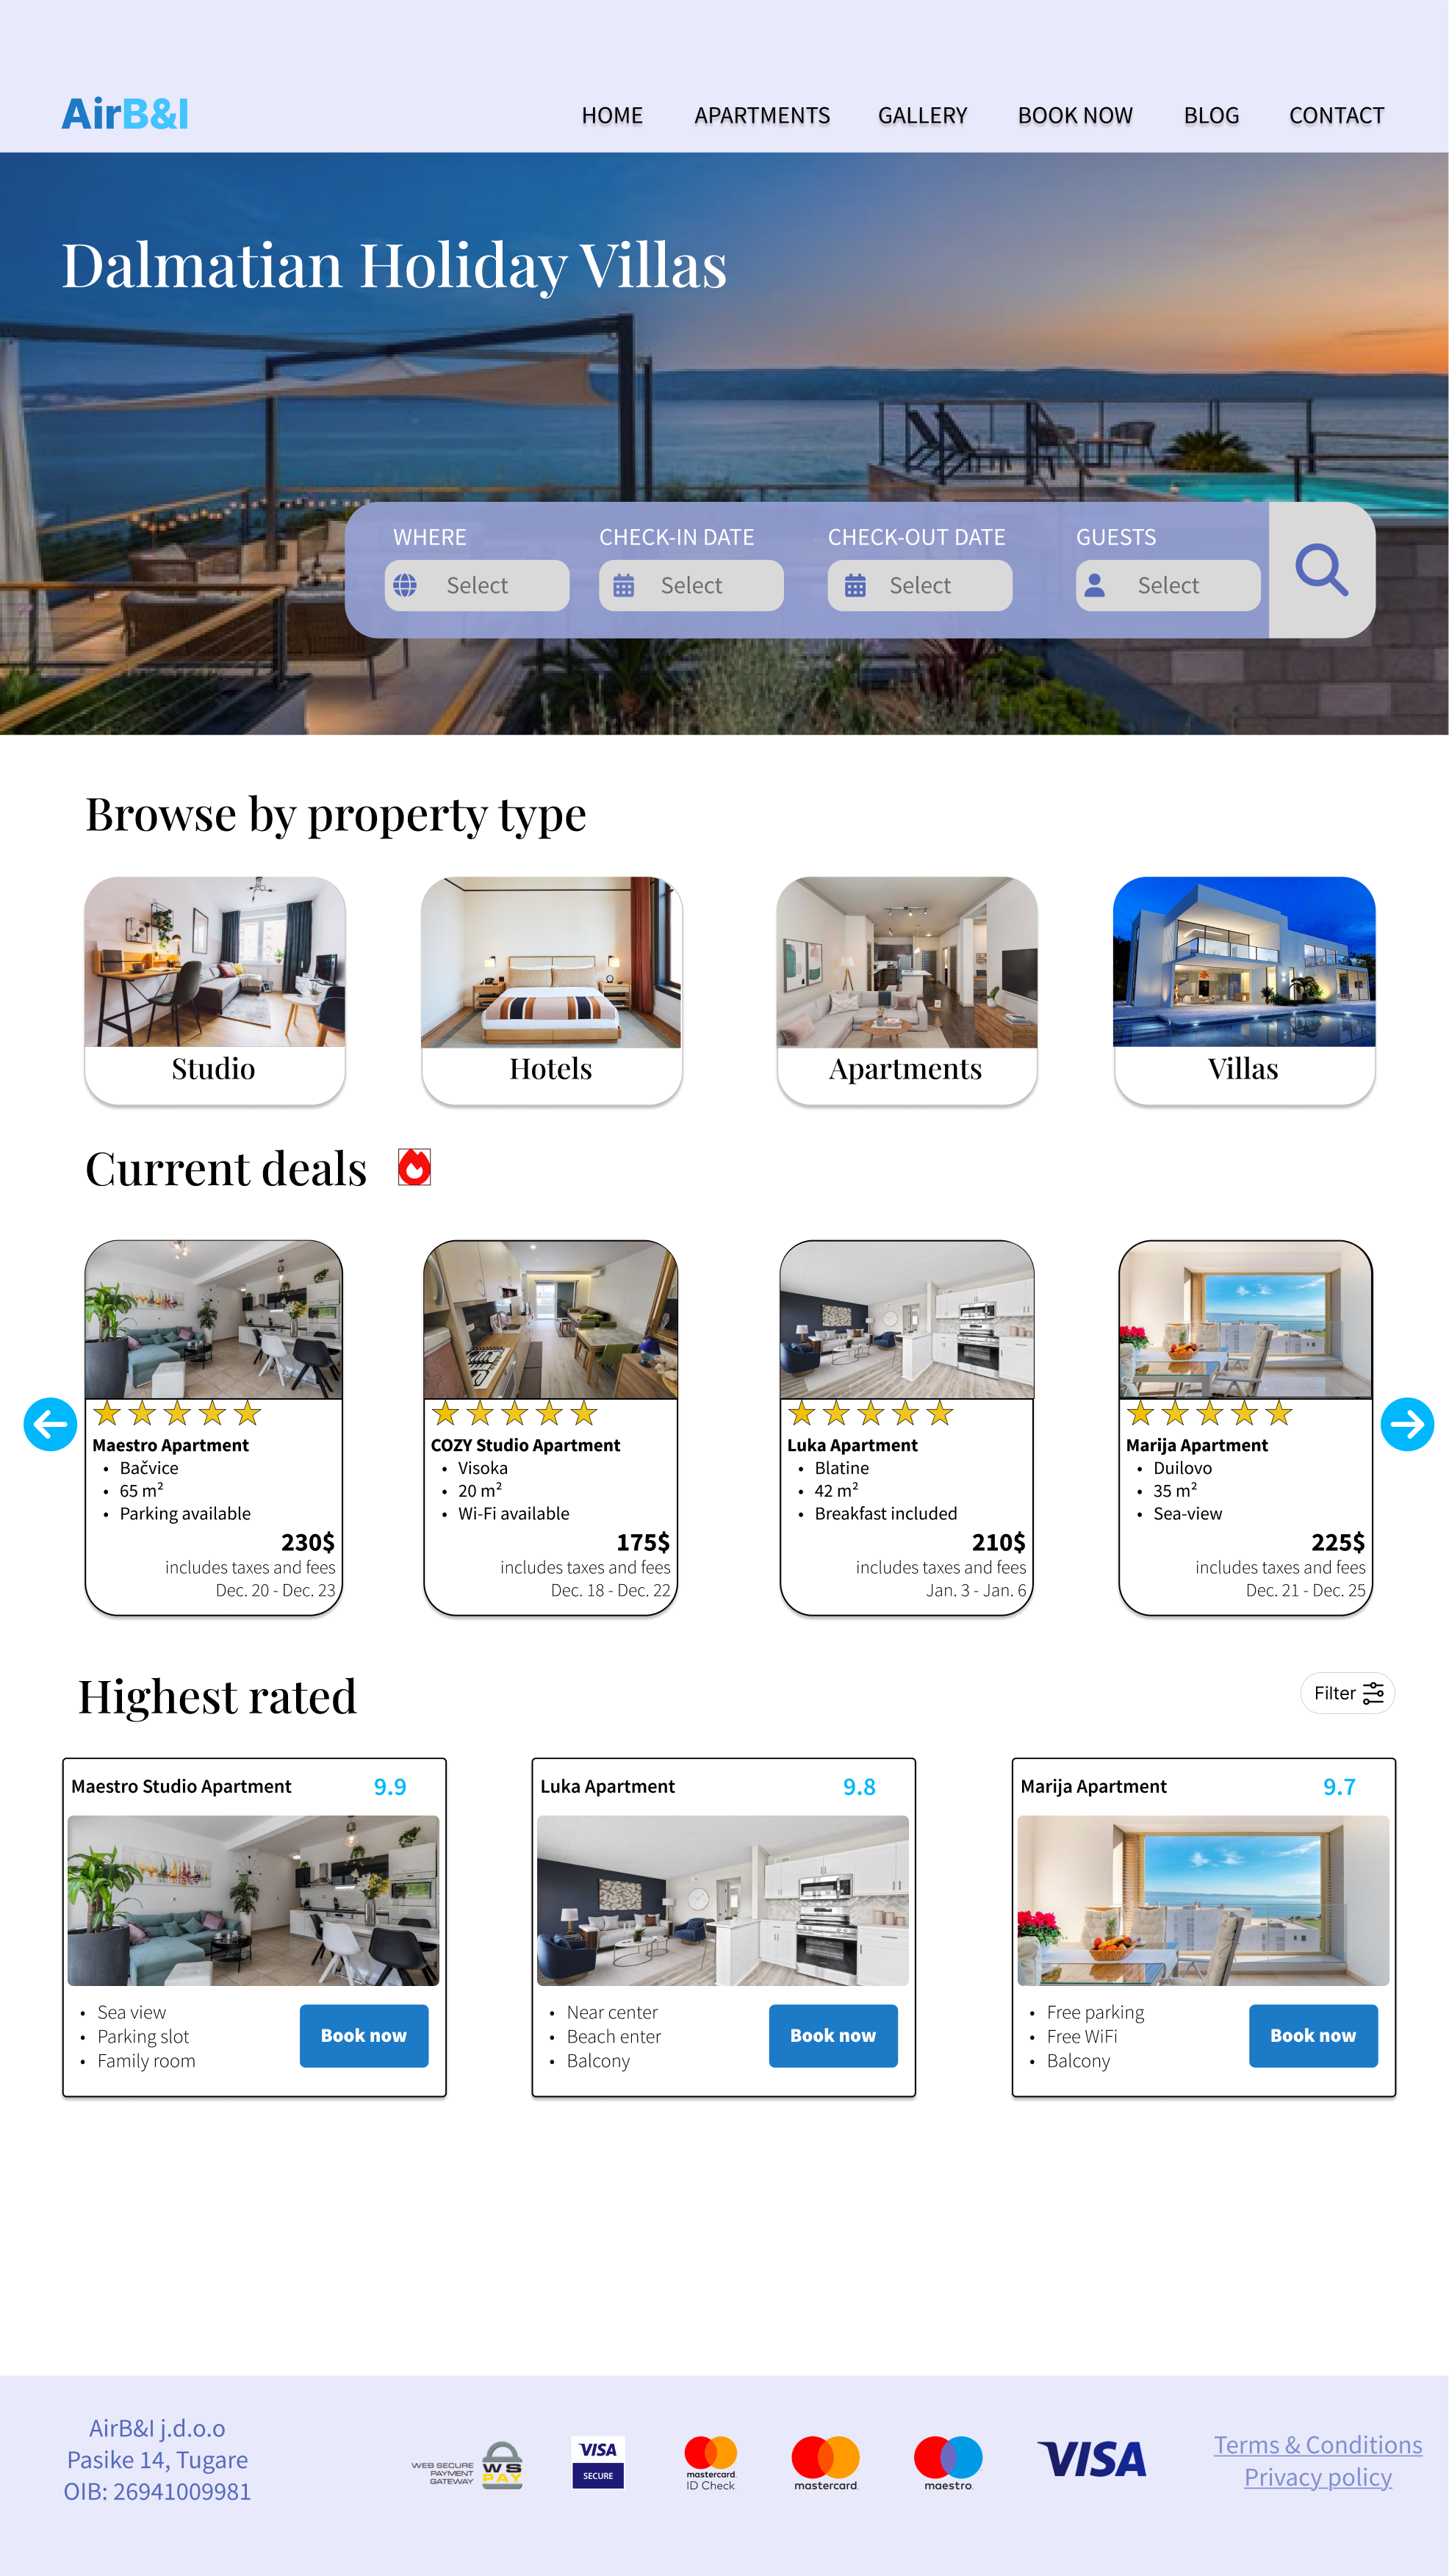 AirB&I
HOME APARTMENTS GALLERY BOOK NOW BLOG CONTACT
Dalmatian Holiday Villas
WHERE CHECK-IN DATE CHECK-OUT DATE GUESTS
Select Select Select Select
Browse by property type
Studio Hotels Apartments Villas
Current deals
Maestro Apartment
• Bačvice
• 65 m²
• Parking available
230$
includes taxes and fees
Dec. 20 - Dec. 23
COZY Studio Apartment
• Visoka
• 20 m²
• Wi-Fi available
175$
includes taxes and fees
Dec. 18 - Dec. 22
Luka Apartment
• Blatine
• 42 m²
• Breakfast included
210$
includes taxes and fees
Jan. 3 - Jan. 6
Marija Apartment
• Duilovo
• 35 m²
• Sea-view
225$
includes taxes and fees
Dec. 21 - Dec. 25
Highest rated
Filter
Maestro Studio Apartment 9.9
• Sea view
• Parking slot
• Family room
Book now
Luka Apartment 9.8
• Near center
• Beach enter
• Balcony
Book now
Marija Apartment 9.7
• Free parking
• Free WiFi
• Balcony
Book now
AirB&I j.d.o.o
Pasike 14, Tugare
OIB: 26941009981
WEB SECURE
PAYMENT
GATEWAY
WS
PAY
VISA
SECURE
mastercard.
ID Check
mastercard.
maestro.
VISA
Terms & Conditions
Privacy policy